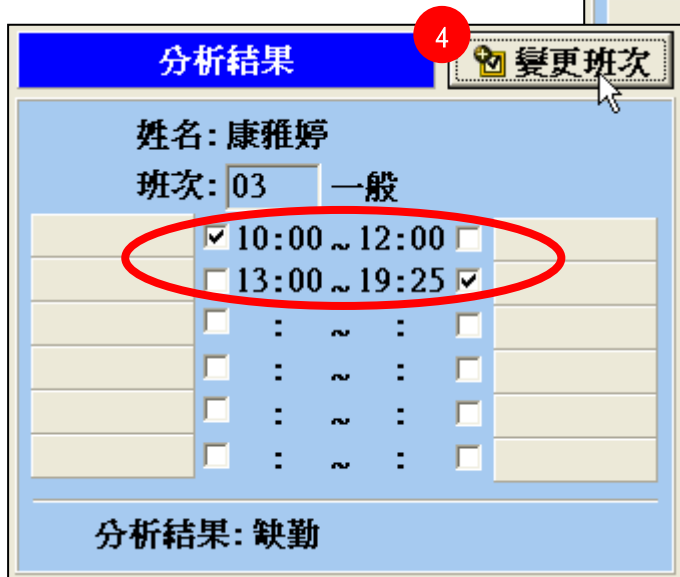 4
分析結果 變更班次
姓名:康雅婷
班次:03 一般
10:00~12:00
13:00~19:25
: ~ :
: ~ :
: ~ :
: ~ :
分析結果:缺勤